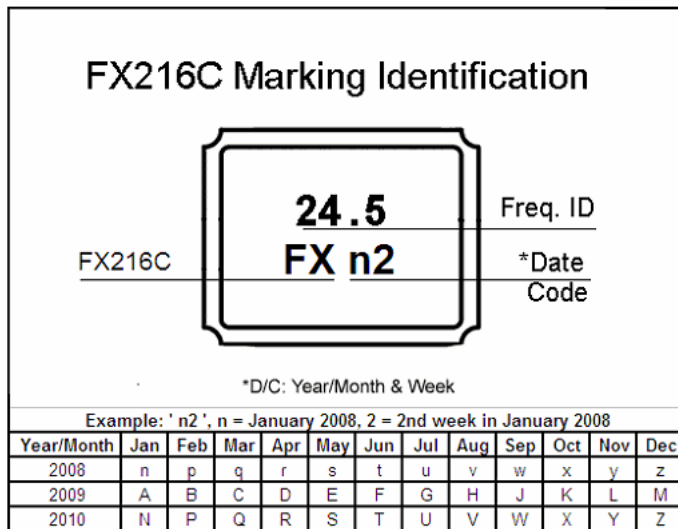 FX216C Marking Identification
24.5
Freq. ID
FX216C
FX n2
*Date
Code
*D/C: Year/Month & Week
Example: ' n2 ', n = January 2008, 2 = 2nd week in January 2008
Year/Month Jan Feb Mar Apr May Jun Jul Aug Sep Oct Nov Dec
2008 n p q r s t u v w x y z
2009 A B C D E F G H J K L M
2010 N P Q R S T U V W X Y Z